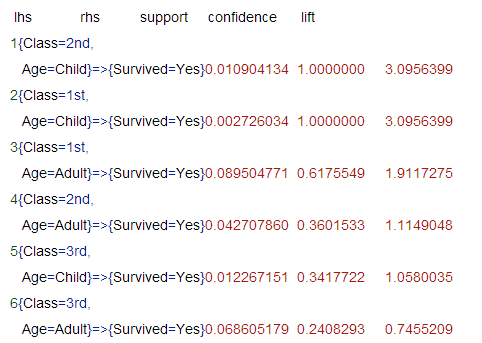 lhs rhs support confidence lift
1{Class=2nd,
Age=Child}=>{Survived=Yes}0.010904134 1.0000000 3.0956399
2{Class=1st,
Age=Child}=>{Survived=Yes}0.002726034 1.0000000 3.0956399
3{Class=1st,
Age=Adult}=>{Survived=Yes}0.089504771 0.6175549 1.9117275
4{Class=2nd,
Age=Adult}=>{Survived=Yes}0.042707860 0.3601533 1.1149048
5{Class=3rd,
Age=Child}=>{Survived=Yes}0.012267151 0.3417722 1.0580035
6{Class=3rd,
Age=Adult}=>{Survived=Yes}0.068605179 0.2408293 0.7455209